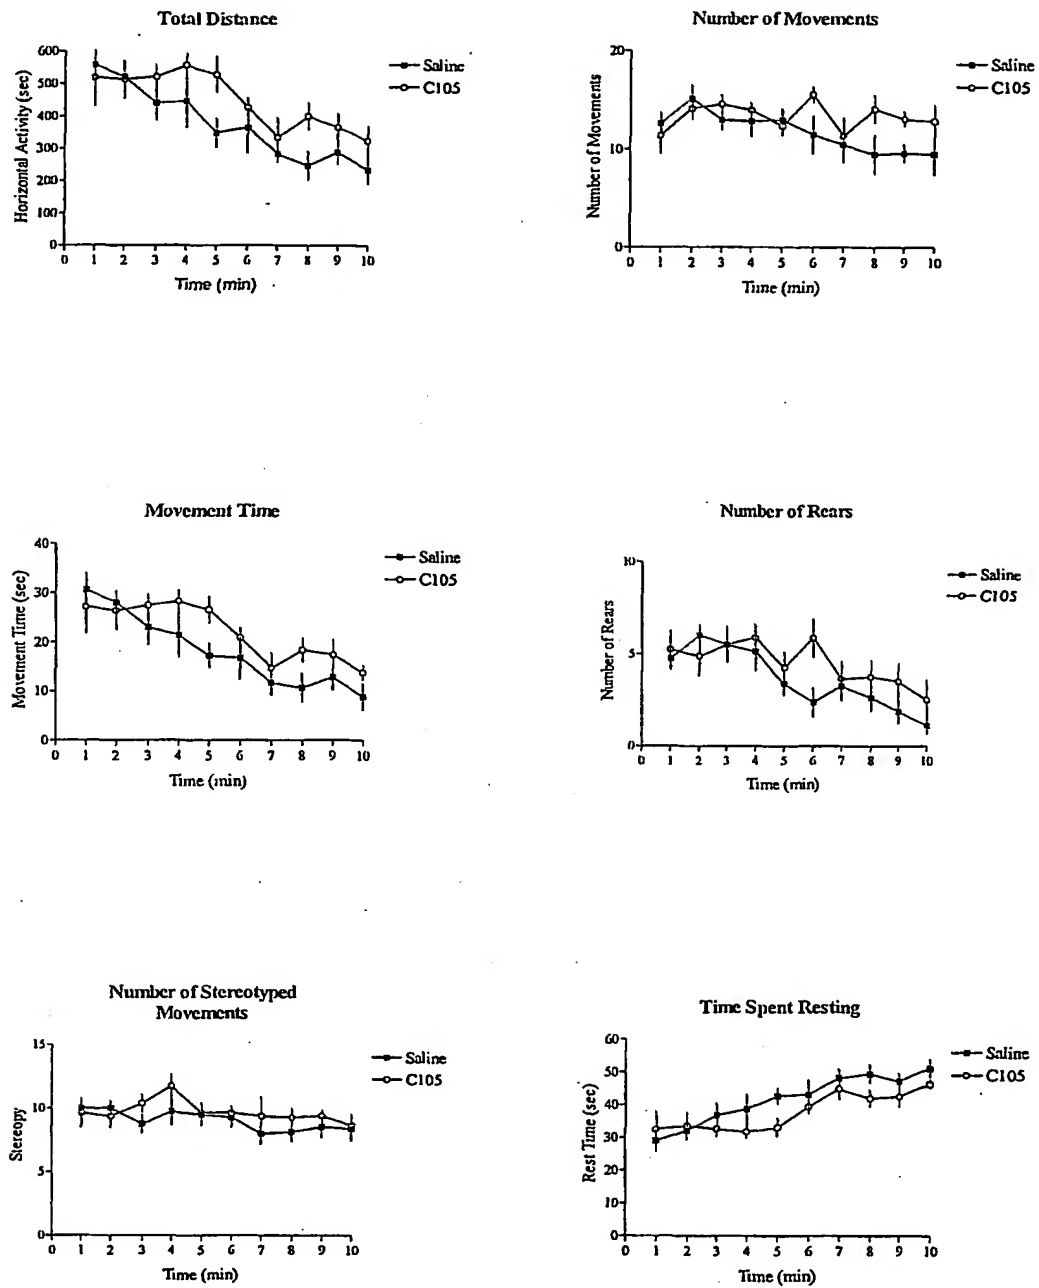 Total Distance
Horizontal Activity (sec)
600
500
400
300
200
100
0
0 1 2 3 4 5 6 7 8 9 10
Time (min)
Saline
C105
Number of Movements
Number of Movements
20
10
0
0 1 2 3 4 5 6 7 8 9 10
Time (min)
Saline
C105
Movement Time
Movement Time (sec)
40
30
20
10
0
0 1 2 3 4 5 6 7 8 9 10
Time (min)
Saline
C105
Number of Rears
Number of Rears
10
5
0
0 1 2 3 4 5 6 7 8 9 10
Time (min)
Saline
C105
Number of Stereotyped
Movements
Stereopy
15
10
5
0
0 1 2 3 4 5 6 7 8 9 10
Time (min)
Saline
C105
Time Spent Resting
Rest Time (sec)
60
50
40
30
20
10
0
0 1 2 3 4 5 6 7 8 9 10
Time (min)
Saline
C105